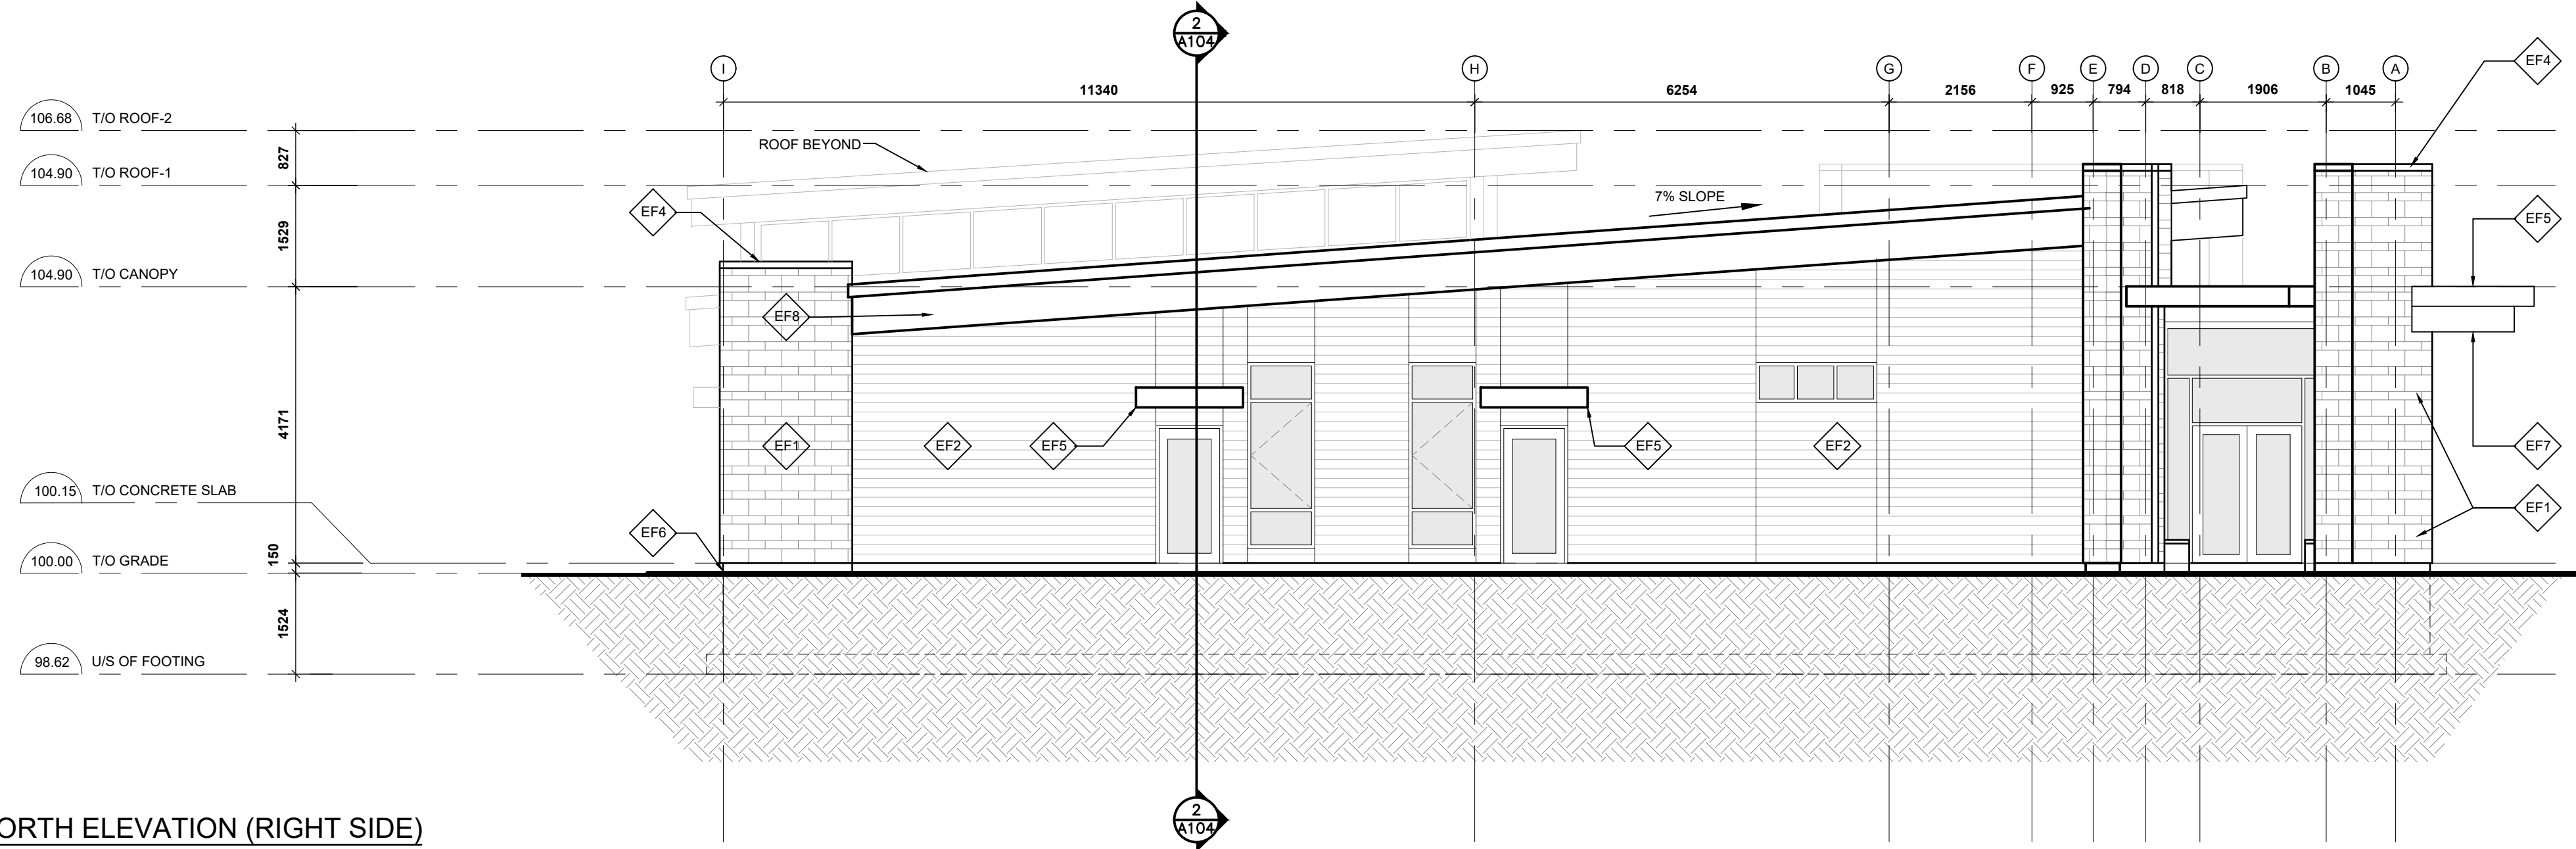 2
A104
I
H
G
F
E
D
C
B
A
11340
6254
2156
925
794
818
1906
1045
EF4
106.68 T/O ROOF-2
827
ROOF BEYOND
104.90 T/O ROOF-1
1529
EF4
7% SLOPE
EF5
104.90 T/O CANOPY
EF8
4171
EF1
EF2
EF5
EF5
EF2
EF7
100.15 T/O CONCRETE SLAB
EF6
EF1
150
100.00 T/O GRADE
1524
98.62 U/S OF FOOTING
2
A104
ORTH ELEVATION (RIGHT SIDE)